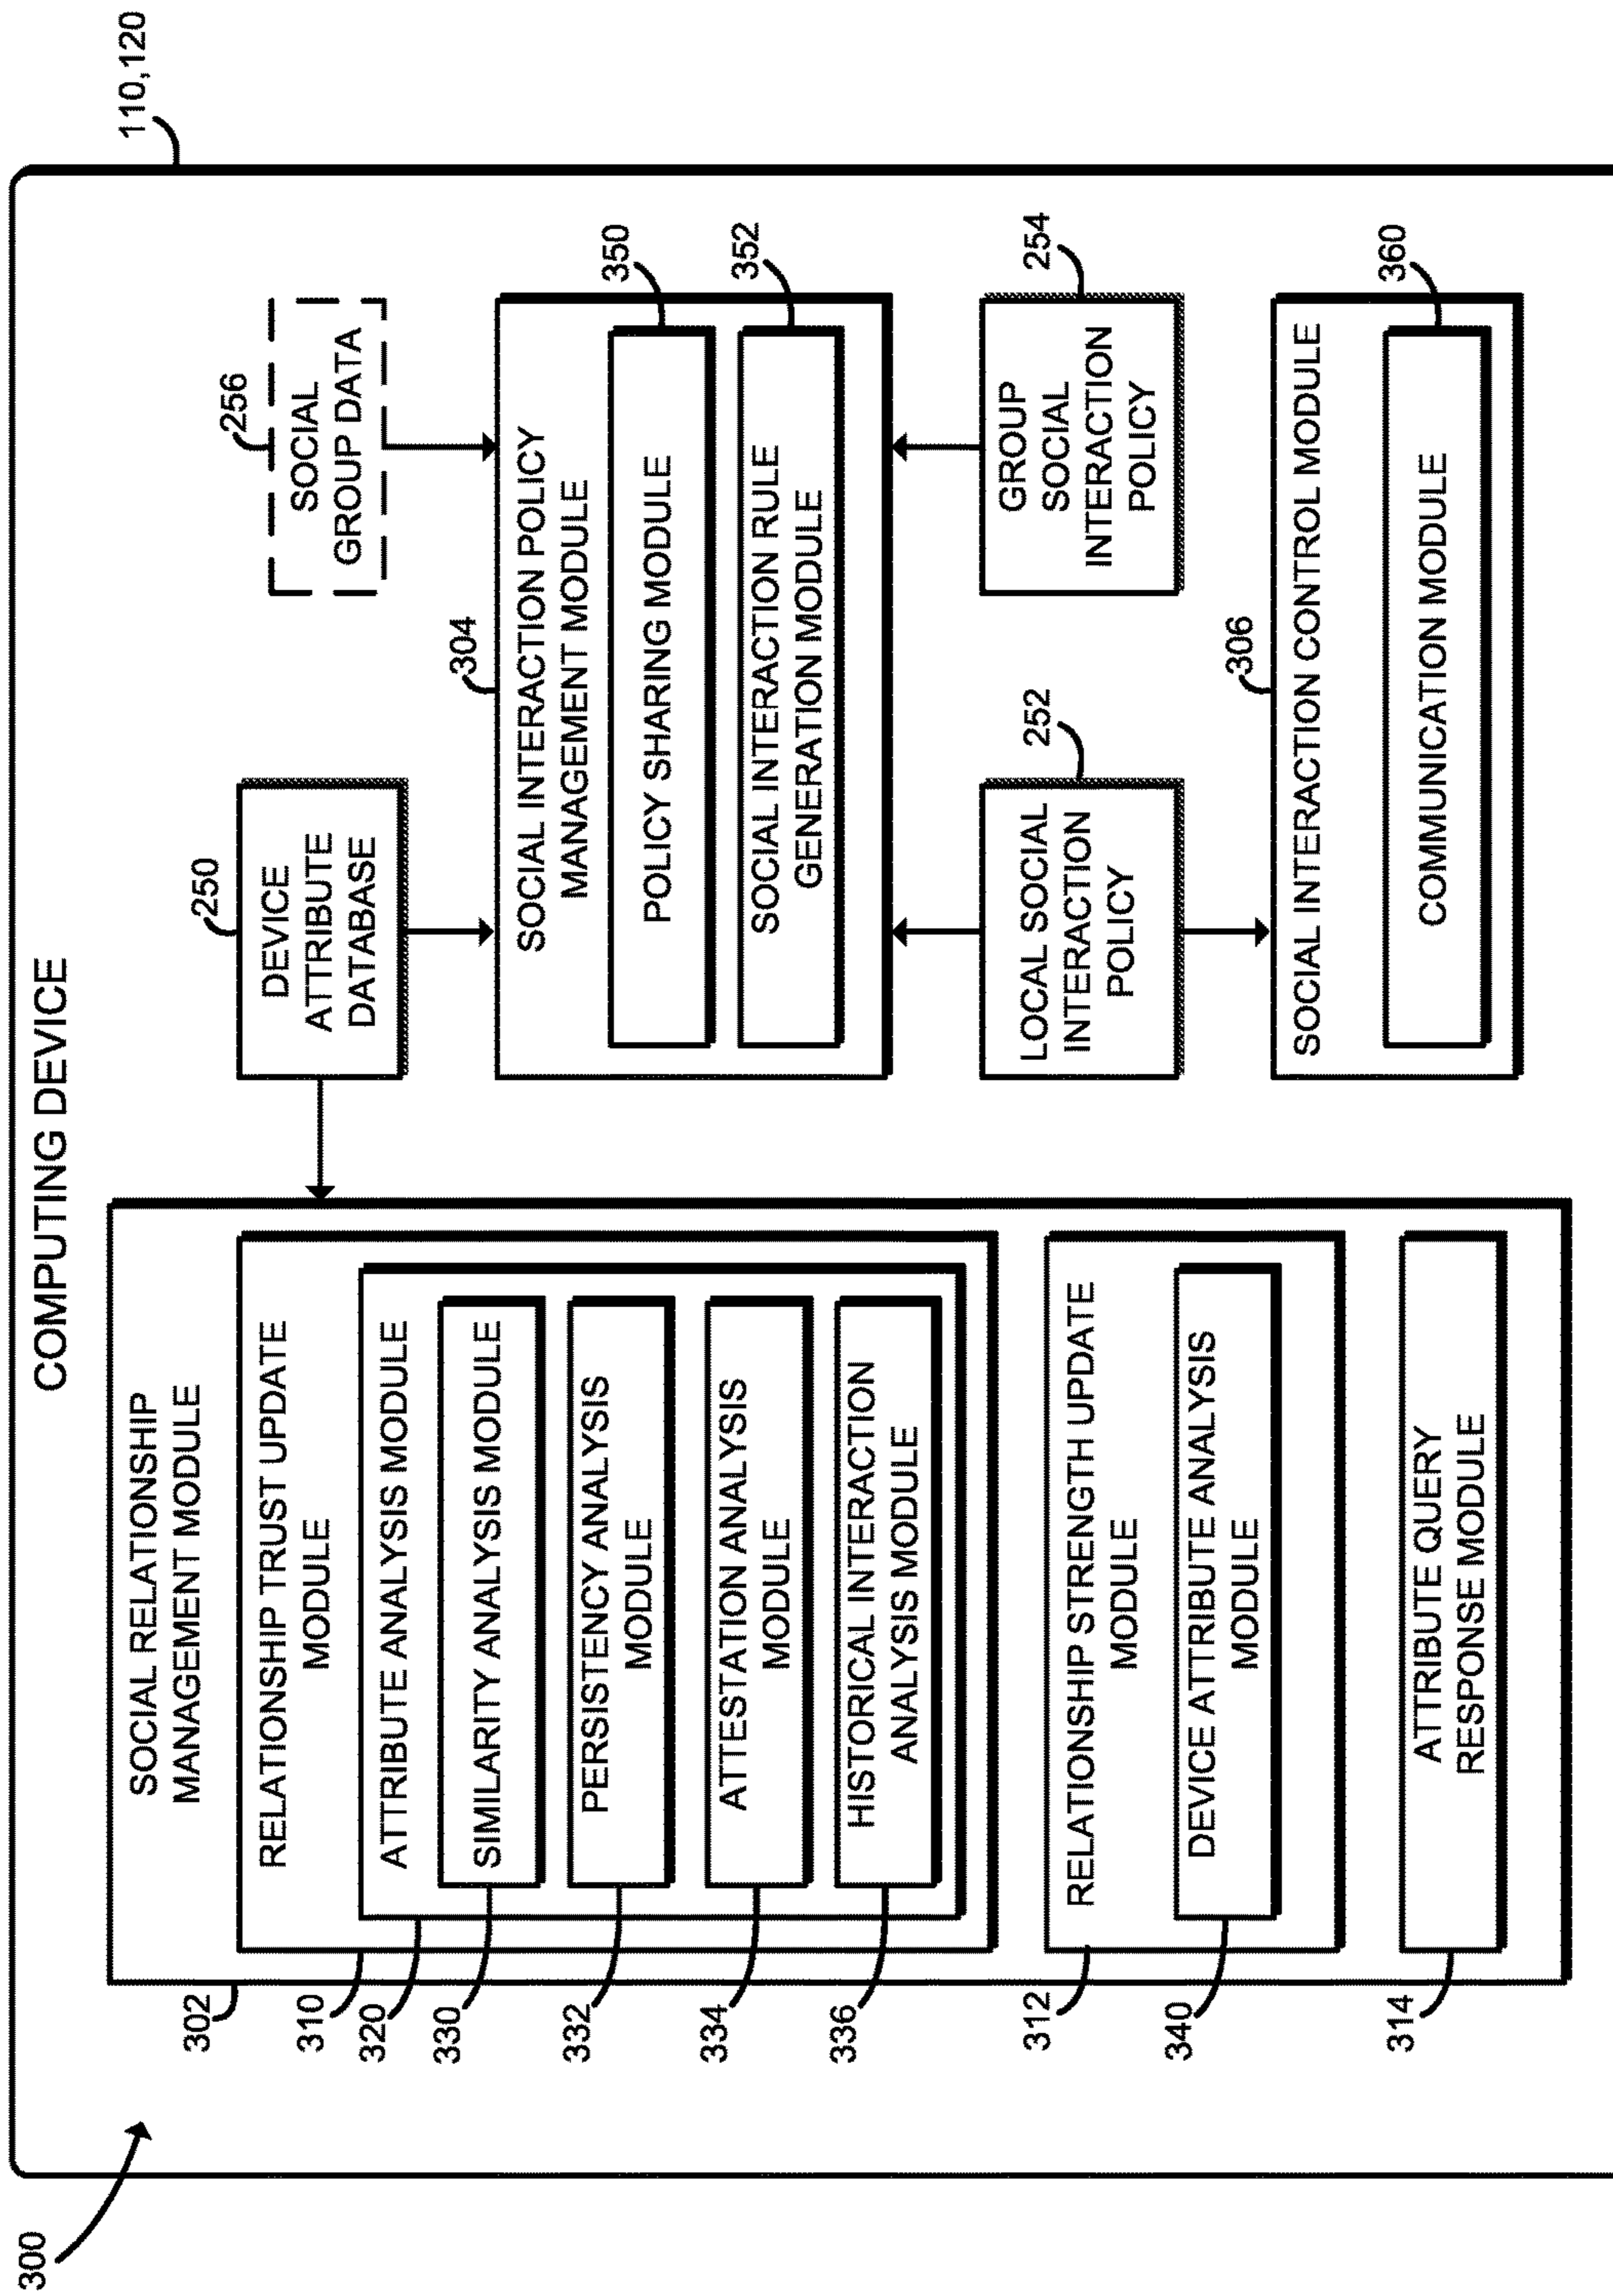 300
COMPUTING DEVICE
110,120
302
SOCIAL RELATIONSHIP
MANAGEMENT MODULE
310
RELATIONSHIP TRUST UPDATE
MODULE
320
ATTRIBUTE ANALYSIS MODULE
330
SIMILARITY ANALYSIS MODULE
332
PERSISTENCY ANALYSIS
MODULE
334
ATTESTATION ANALYSIS
MODULE
336
HISTORICAL INTERACTION
ANALYSIS MODULE
312
RELATIONSHIP STRENGTH UPDATE
MODULE
340
DEVICE ATTRIBUTE ANALYSIS
MODULE
314
ATTRIBUTE QUERY
RESPONSE MODULE
250
DEVICE
ATTRIBUTE
DATABASE
256
SOCIAL
GROUP DATA
304
SOCIAL INTERACTION POLICY
MANAGEMENT MODULE
350
POLICY SHARING MODULE
352
SOCIAL INTERACTION RULE
GENERATION MODULE
252
LOCAL SOCIAL
INTERACTION
POLICY
254
GROUP
SOCIAL
INTERACTION
POLICY
306
SOCIAL INTERACTION CONTROL MODULE
360
COMMUNICATION MODULE